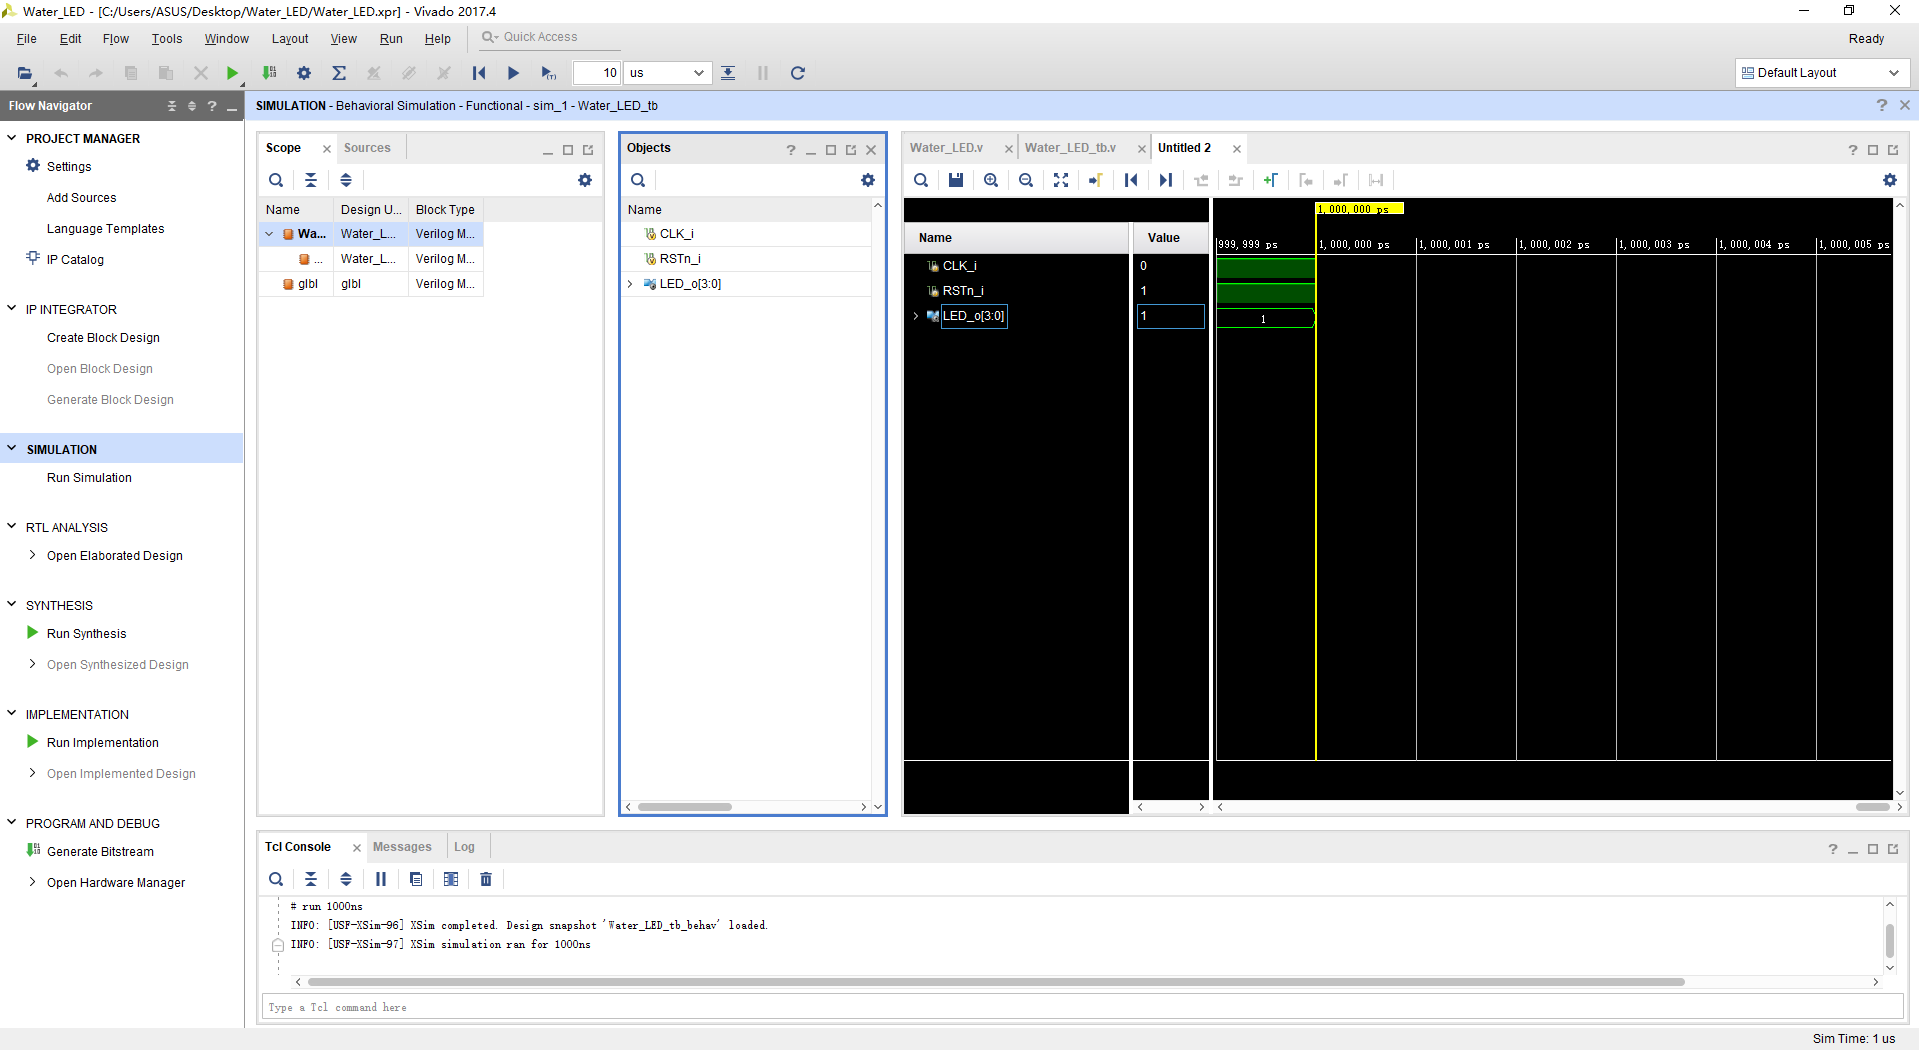 Water_LED - [C:/Users/ASUS/Desktop/Water_LED/Water_LED.xpr] - Vivado 2017.4
File Edit Flow Tools Window Layout View Run Help Quick Access Ready
10 us Default Layout
Flow Navigator
SIMULATION - Behavioral Simulation - Functional - sim_1 - Water_LED_tb
PROJECT MANAGER
Settings
Add Sources
Language Templates
IP Catalog
IP INTEGRATOR
Create Block Design
Open Block Design
Generate Block Design
SIMULATION
Run Simulation
RTL ANALYSIS
Open Elaborated Design
SYNTHESIS
Run Synthesis
Open Synthesized Design
IMPLEMENTATION
Run Implementation
Open Implemented Design
PROGRAM AND DEBUG
Generate Bitstream
Open Hardware Manager
Scope Sources
Name Design U... Block Type
Wa... Water_L... Verilog M...
... Water_L... Verilog M...
glbl glbl Verilog M...
Objects
Name
CLK_i
RSTn_i
LED_o[3:0]
Water_LED.v Water_LED_tb.v Untitled 2
1,000,000 ps
Name Value
999,999 ps 1,000,000 ps 1,000,001 ps 1,000,002 ps 1,000,003 ps 1,000,004 ps 1,000,005 ps
CLK_i 0
RSTn_i 1
LED_o[3:0] 1 1
Tcl Console Messages Log
# run 1000ns
INFO: [USF-XSim-96] XSim completed. Design snapshot 'Water_LED_tb_behav' loaded.
INFO: [USF-XSim-97] XSim simulation ran for 1000ns
Type a Tcl command here
Sim Time: 1 us